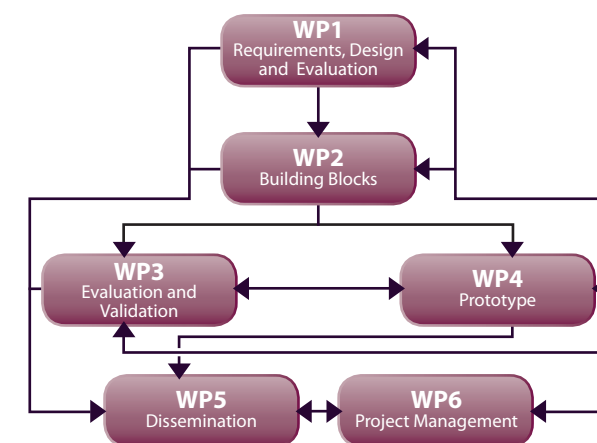 WP1
Requirements, Design
and Evaluation
WP2
Building Blocks
WP3
Evaluation and
Validation
WP4
Prototype
WP5
Dissemination
WP6
Project Management